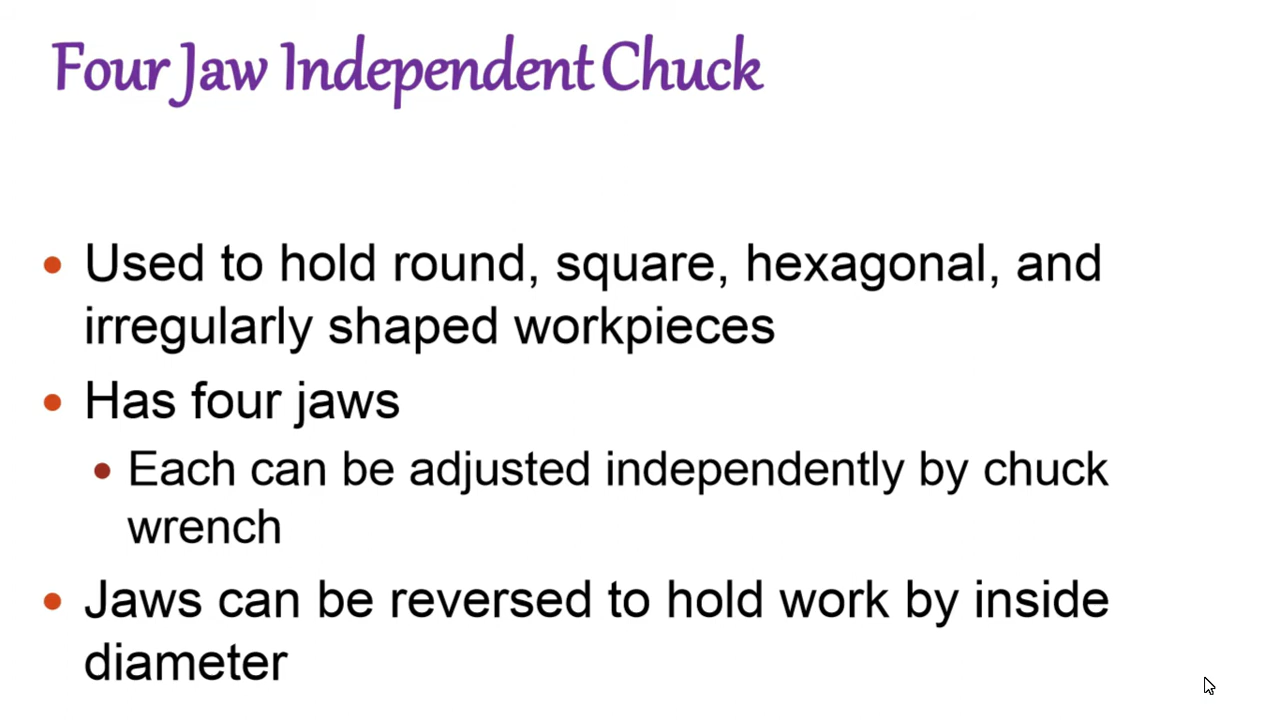 Four Jaw Independent Chuck
• Used to hold round, square, hexagonal, and
irregularly shaped workpieces
• Has four jaws
• Each can be adjusted independently by chuck
wrench
• Jaws can be reversed to hold work by inside
diameter